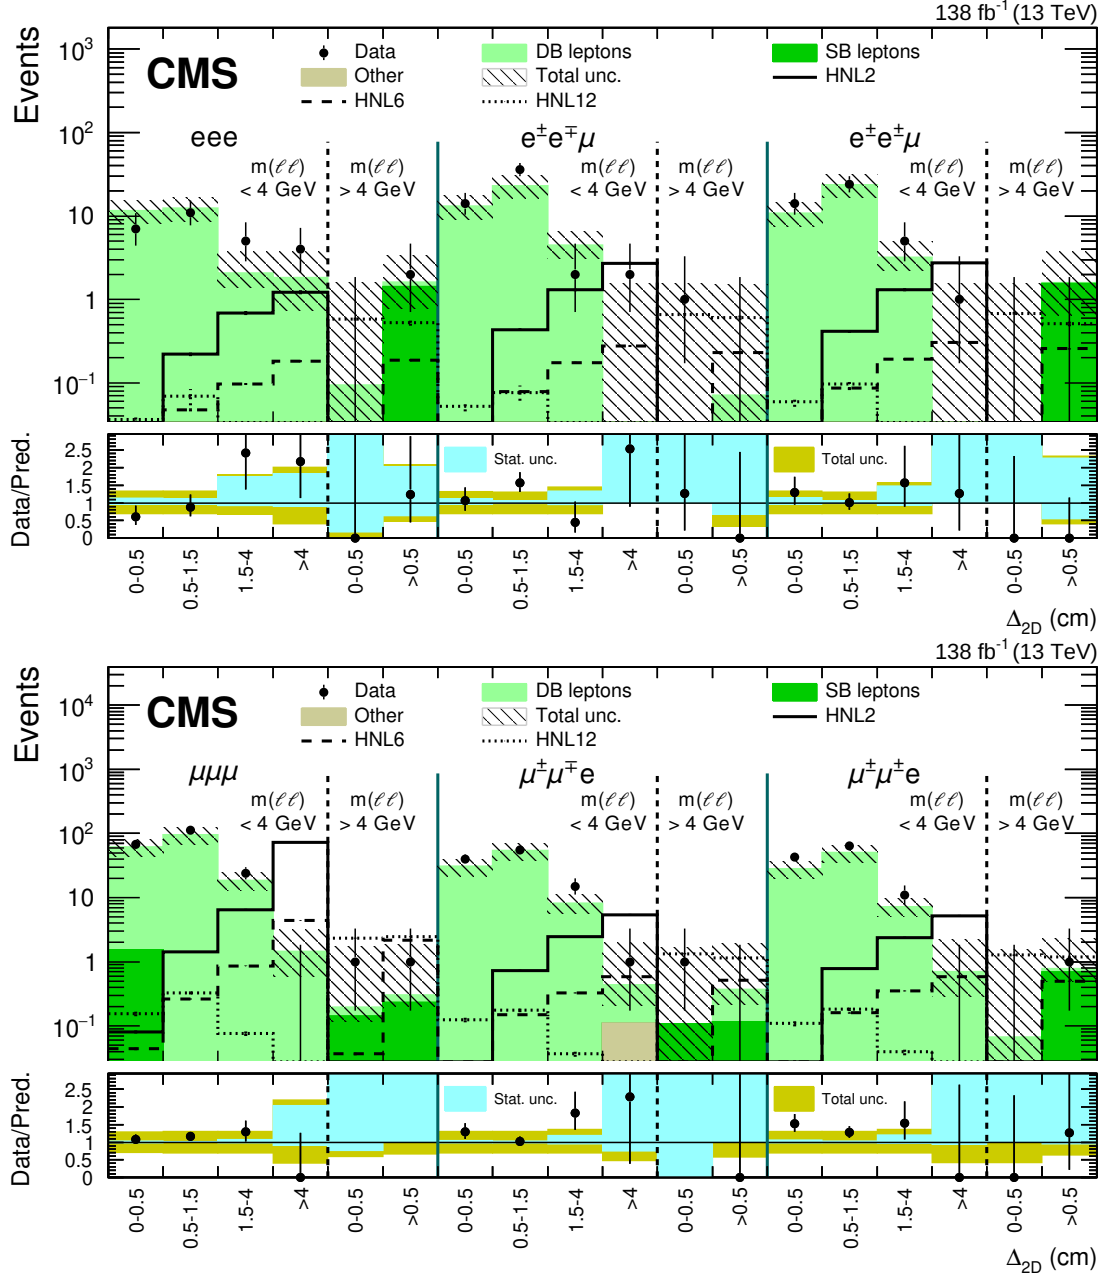 138 fb⁻¹ (13 TeV)
CMS
Data
DB leptons
SB leptons
Other
Total unc.
HNL2
HNL6
HNL12
Events
10³
10²
10
1
10⁻¹
eee
e±e∓μ
e±e±μ
m(ℓℓ) < 4 GeV
m(ℓℓ) > 4 GeV
m(ℓℓ) < 4 GeV
m(ℓℓ) > 4 GeV
m(ℓℓ) < 4 GeV
m(ℓℓ) > 4 GeV
Data/Pred.
2.5
2
1.5
1
0.5
0
Stat. unc.
Total unc.
0-0.5
0.5-1.5
1.5-4
>4
0-0.5
>0.5
0-0.5
0.5-1.5
1.5-4
>4
0-0.5
>0.5
0-0.5
0.5-1.5
1.5-4
>4
0-0.5
>0.5
Δ2D (cm)
138 fb⁻¹ (13 TeV)
CMS
Data
DB leptons
SB leptons
Other
Total unc.
HNL2
HNL6
HNL12
Events
10⁴
10³
10²
10
1
10⁻¹
μμμ
μ±μ∓e
μ±μ±e
m(ℓℓ) < 4 GeV
m(ℓℓ) > 4 GeV
m(ℓℓ) < 4 GeV
m(ℓℓ) > 4 GeV
m(ℓℓ) < 4 GeV
m(ℓℓ) > 4 GeV
Data/Pred.
2.5
2
1.5
1
0.5
0
Stat. unc.
Total unc.
0-0.5
0.5-1.5
1.5-4
>4
0-0.5
>0.5
0-0.5
0.5-1.5
1.5-4
>4
0-0.5
>0.5
0-0.5
0.5-1.5
1.5-4
>4
0-0.5
>0.5
Δ2D (cm)